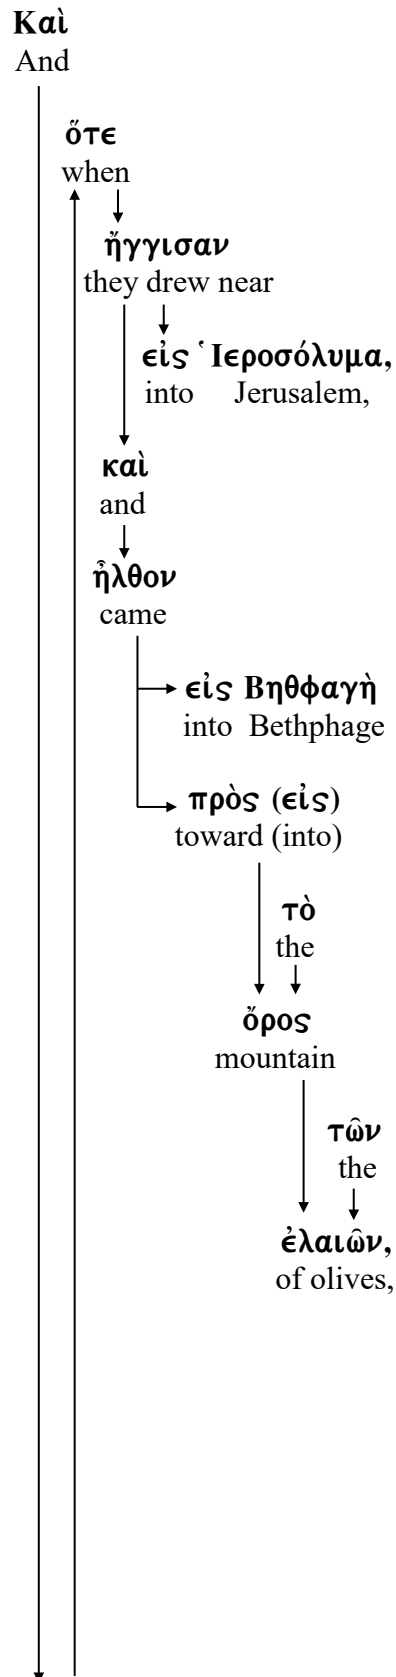 Καὶ
And
ὅτε
when
ἤγγισαν
they drew near
εἰς Ἱεροσόλυμα,
into Jerusalem,
καὶ
and
ἦλθον
came
εἰς Βηθφαγὴ
into Bethphage
πρὸς (εἰς)
toward (into)
τὸ
the
ὄρος
mountain
τῶν
the
ἐλαιῶν,
of olives,